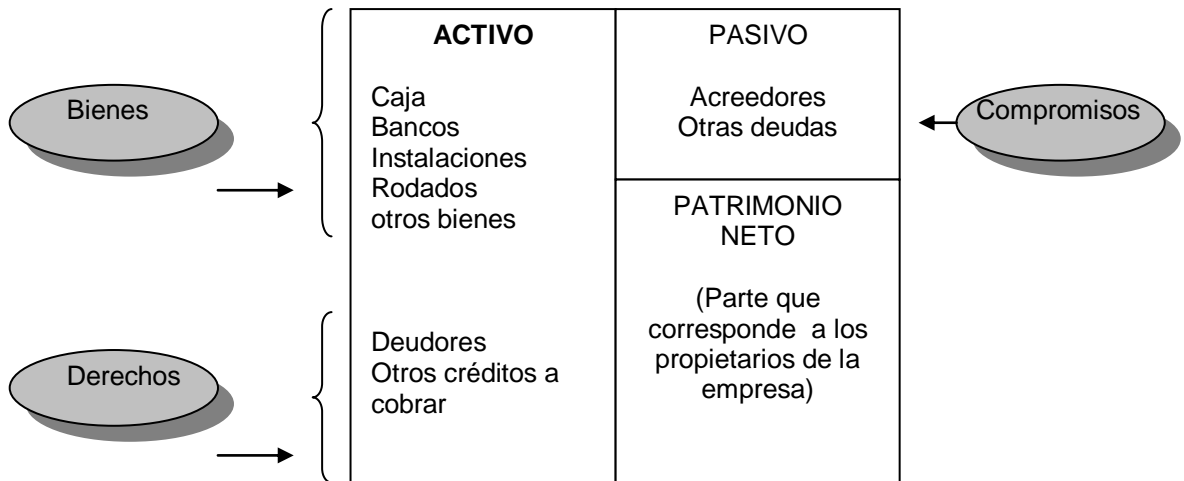 ACTIVO
PASIVO
Bienes
Caja
Bancos
Instalaciones
Rodados
otros bienes
Acreedores
Otras deudas
Compromisos
PATRIMONIO
NETO
(Parte que
corresponde a los
propietarios de la
empresa)
Derechos
Deudores
Otros créditos a
cobrar